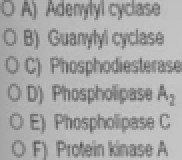 A) Adenylyl cyclase
B) Guanylyl cyclase
C) Phosphodiesterase
D) Phospholipase A₂
E) Phospholipase C
F) Protein kinase A